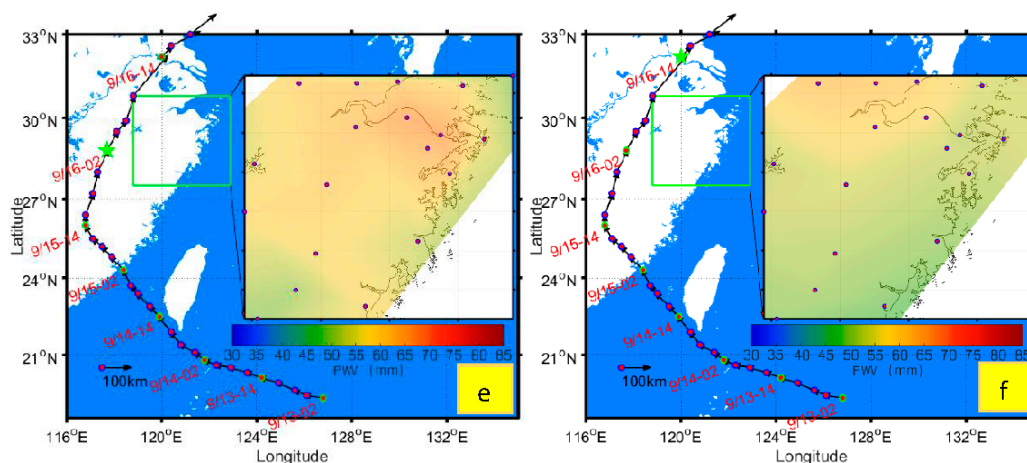 33°N
30°N
27°N
24°N
21°N
Latitude
116°E
120°E
124°E
128°E
132°E
Longitude
9/16-14
9/16-02
9/15-14
9/15-02
9/14-14
9/14-02
9/13-14
9/13-02
100km
30 35 40 45 50 55 60 65 70 75 80 85
PWV (mm)
e
33°N
30°N
27°N
24°N
21°N
Latitude
116°E
120°E
124°E
128°E
132°E
Longitude
9/16-14
9/16-02
9/15-14
9/15-02
9/14-14
9/14-02
9/13-14
9/13-02
100km
30 35 40 45 50 55 60 65 70 75 80 85
PWV (mm)
f